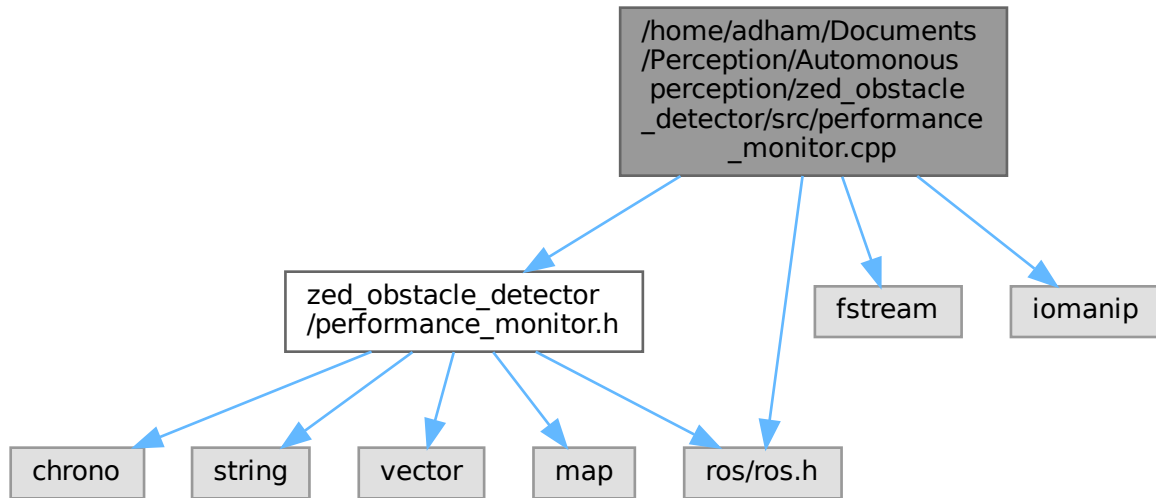 /home/adham/Documents
/Perception/Automonous
perception/zed_obstacle
_detector/src/performance
_monitor.cpp
zed_obstacle_detector
/performance_monitor.h
fstream
iomanip
chrono
string
vector
map
ros/ros.h